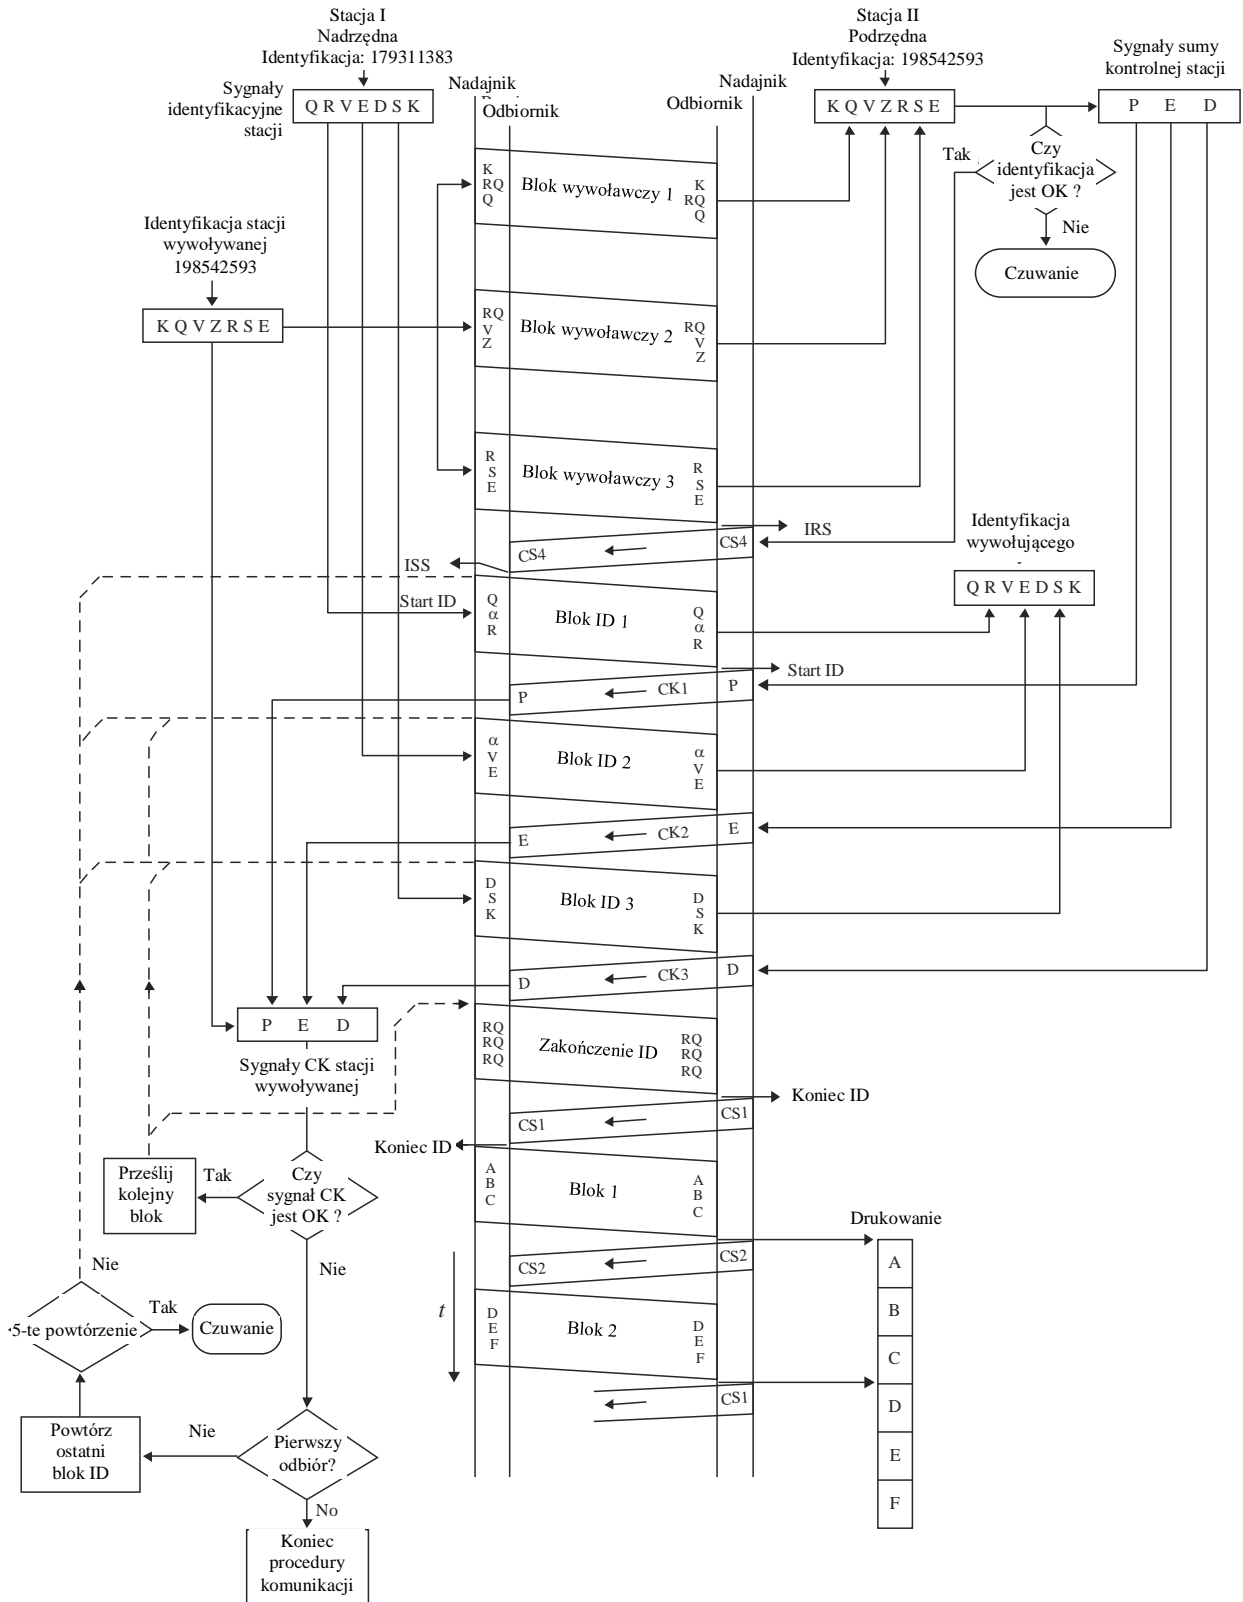 Stacja I
Nadrzędna
Identyfikacja: 179311383
Stacja II
Podrzędna
Identyfikacja: 198542593
Sygnały sumy
kontrolnej stacji
Sygnały
identyfikacyjne
stacji
Q R V E D S K
Nadajnik
Odbiornik
Nadajnik
Odbiornik
K Q V Z R S E
P E D
K
RQ
Q
Blok wywoławczy 1
K
RQ
Q
Tak
Czy
identyfikacja
jest OK ?
Nie
Czuwanie
Identyfikacja stacji
wywoływanej
198542593
K Q V Z R S E
RQ
V
Z
Blok wywoławczy 2
RQ
V
Z
R
S
E
Blok wywoławczy 3
R
S
E
IRS
CS4
CS4
ISS
Identyfikacja
wywołującego
Q R V E D S K
Start ID
Q
α
R
Blok ID 1
Q
α
R
Start ID
P
CK1
P
α
V
E
Blok ID 2
α
V
E
E
CK2
E
D
S
K
Blok ID 3
D
S
K
D
CK3
D
P E D
Sygnały CK stacji
wywoływanej
RQ
RQ
RQ
Zakończenie ID
RQ
RQ
RQ
Koniec ID
CS1
CS1
Koniec ID
Prześlij
kolejny
blok
Tak
Czy
sygnał CK
jest OK ?
A
B
C
Blok 1
A
B
C
Drukowanie
Nie
Nie
CS2
CS2
t
5-te powtórzenie
Tak
Czuwanie
D
E
F
Blok 2
D
E
F
CS1
A
B
C
D
E
F
Powtórz
ostatni
blok ID
Nie
Pierwszy
odbiór?
No
Koniec
procedury
komunikacji